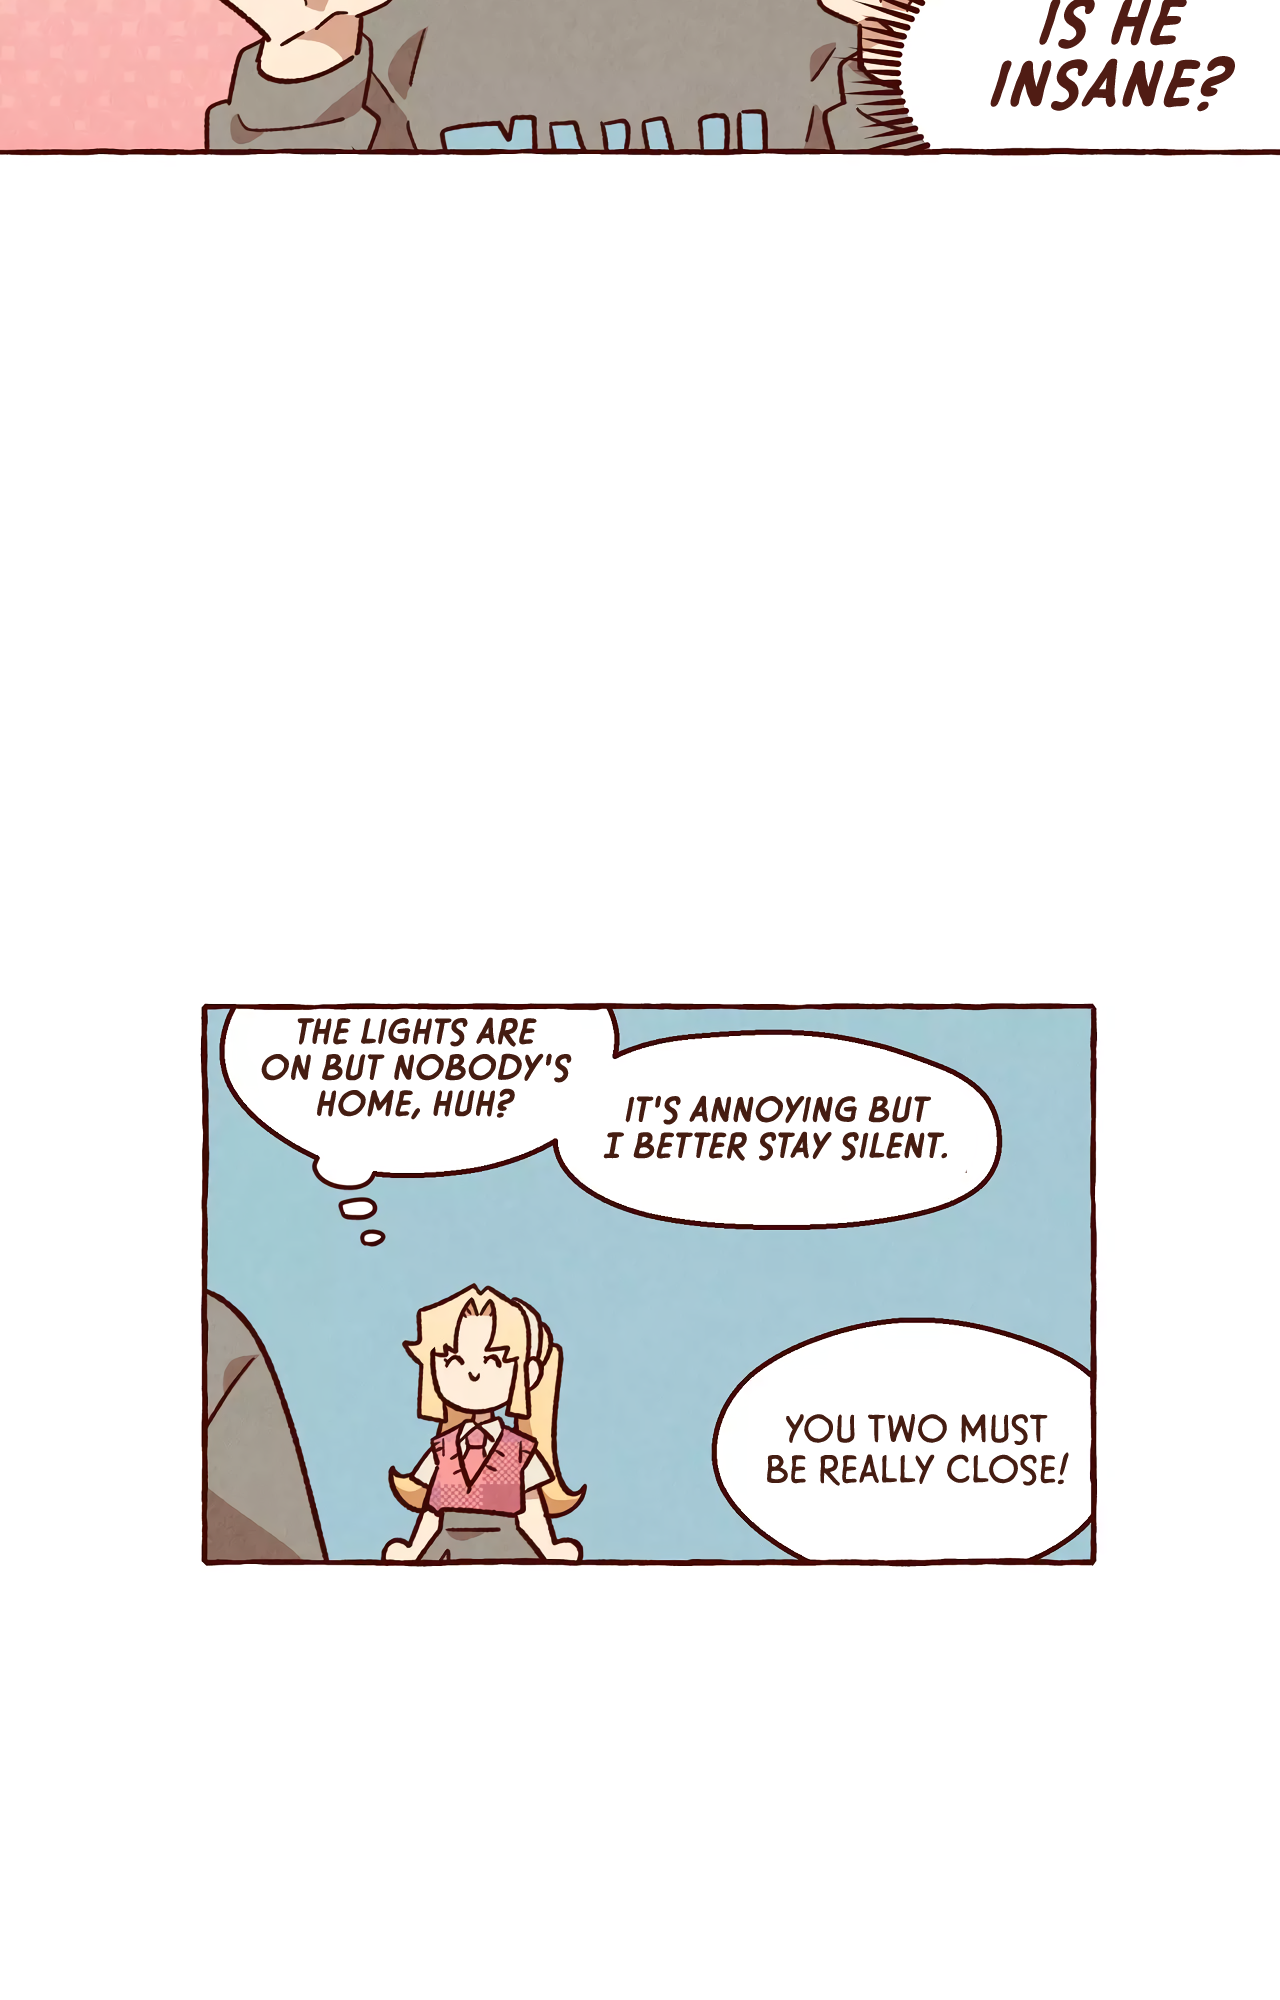 IS HE
INSANE?
THE LIGHTS ARE
ON BUT NOBODY'S
HOME, HUH?
IT'S ANNOYING BUT
I BETTER STAY SILENT.
YOU TWO MUST
BE REALLY CLOSE!